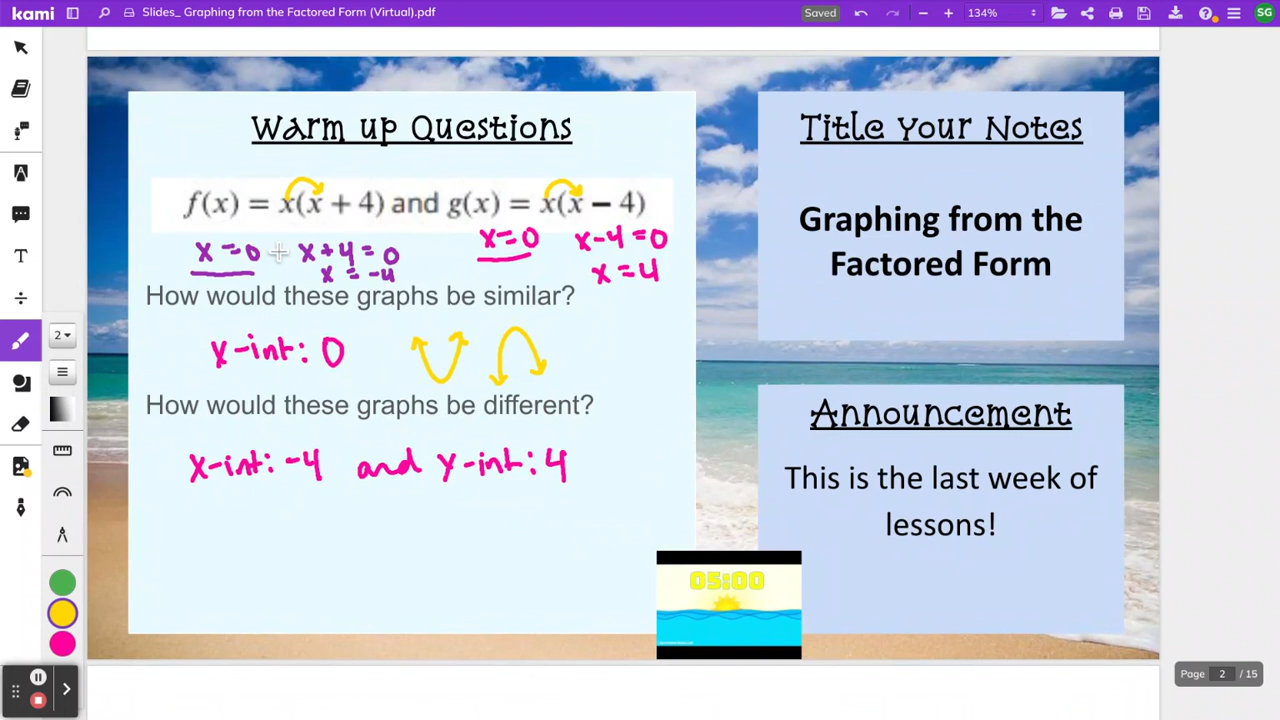 kami
Slides_ Graphing from the Factored Form (Virtual).pdf
Saved
134%
SG
Warm up Questions
f(x) = x(x + 4) and g(x) = x(x − 4)
x = 0 x+4 = 0
x = -4
x = 0 x-4 = 0
x = 4
How would these graphs be similar?
x-int: 0
How would these graphs be different?
x-int: -4 and y-int: 4
Title Your Notes
Graphing from the
Factored Form
Announcement
This is the last week of
lessons!
05:00
2
Page 2 / 15